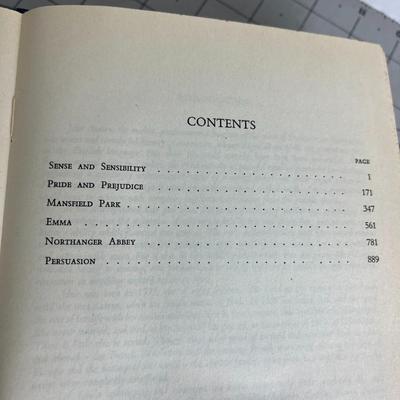 CONTENTS
PAGE
Sense and Sensibility . . . . . . . . . . . . . . . 1
Pride and Prejudice . . . . . . . . . . . . . . . 171
Mansfield Park . . . . . . . . . . . . . . . . . 347
Emma . . . . . . . . . . . . . . . . . . . . 561
Northanger Abbey . . . . . . . . . . . . . . . . 781
Persuasion . . . . . . . . . . . . . . . . . . 889